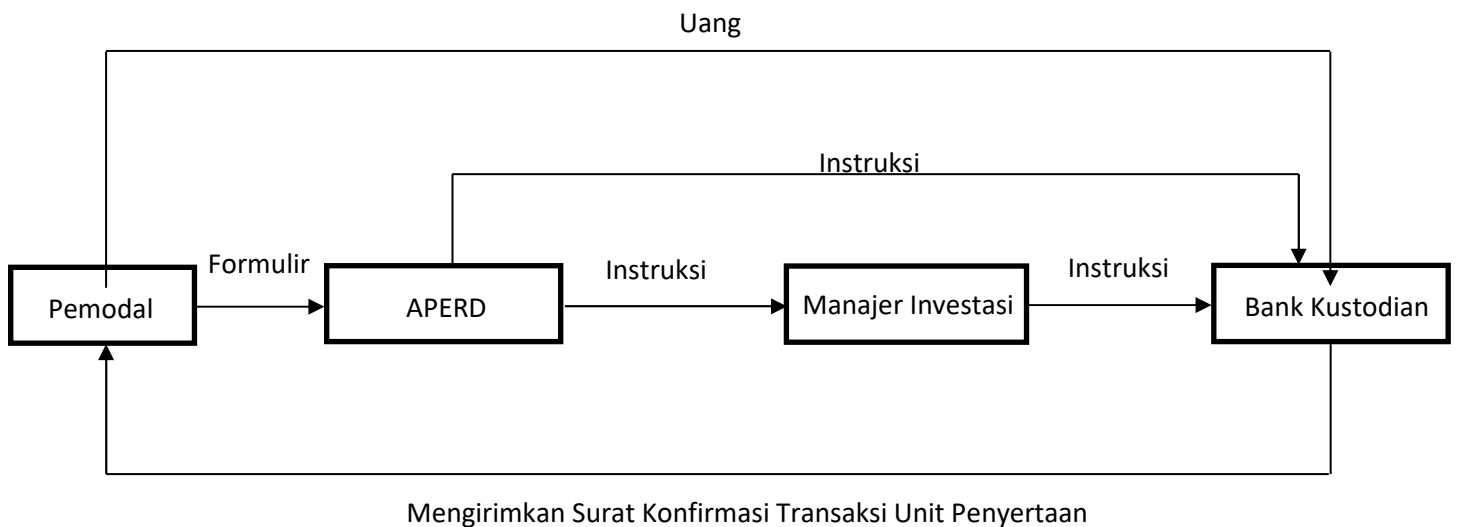 Uang
Instruksi
Formulir
Instruksi
Instruksi
Pemodal
APERD
Manajer Investasi
Bank Kustodian
Mengirimkan Surat Konfirmasi Transaksi Unit Penyertaan